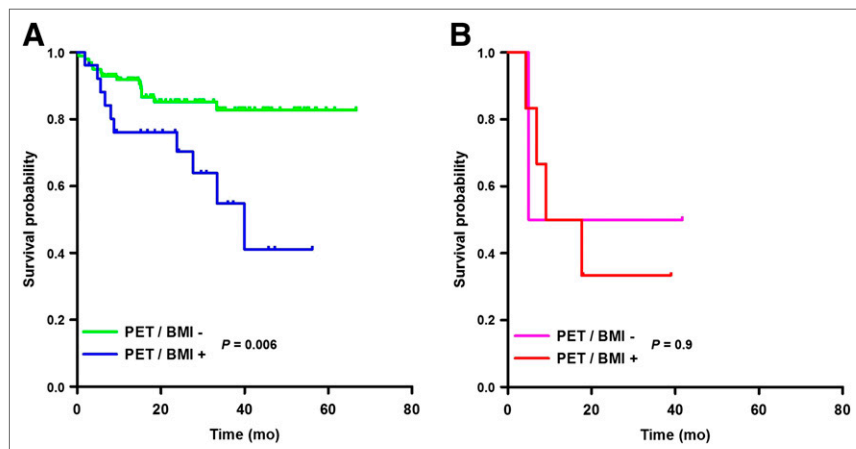 A
Survival probability
1.0
0.8
0.6
0.4
0.2
0.0
PET / BMI -
PET / BMI +
P = 0.006
0 20 40 60 80
Time (mo)
B
Survival probability
1.0
0.8
0.6
0.4
0.2
0.0
PET / BMI -
PET / BMI +
P = 0.9
0 20 40 60 80
Time (mo)